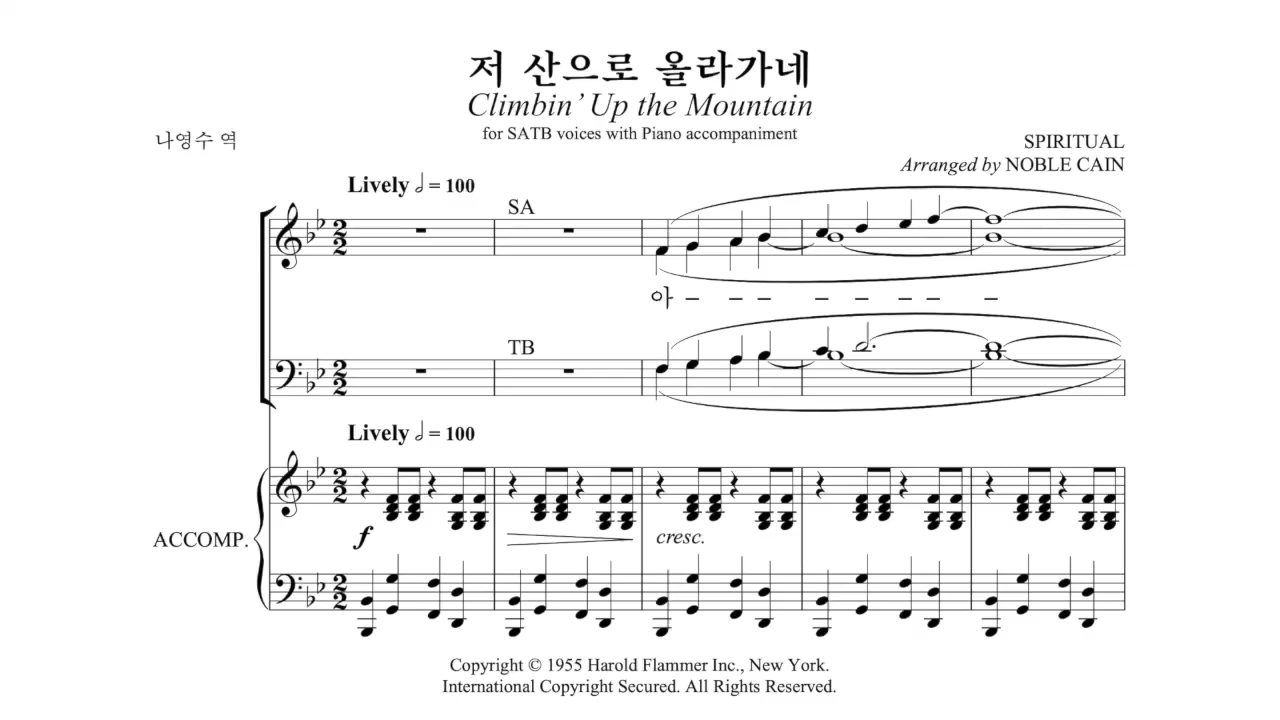 저 산으로 올라가네
Climbin’ Up the Mountain
for SATB voices with Piano accompaniment
나영수 역
SPIRITUAL
Arranged by NOBLE CAIN
Lively 𝅗𝅥 = 100
SA
아 – – – – – – –
TB
Lively 𝅗𝅥 = 100
f
cresc.
ACCOMP.
Copyright © 1955 Harold Flammer Inc., New York.
International Copyright Secured. All Rights Reserved.